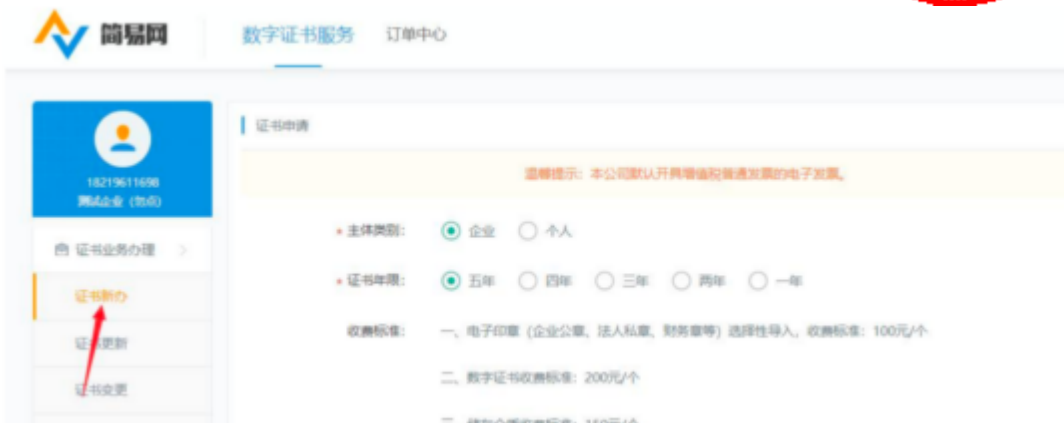 简易网
数字证书服务 订单中心
18219611698
测试企业（勿点）
证书申请
温馨提示：本公司默认开具增值税普通发票的电子发票。
* 主体类别： 企业 个人
证书业务办理
* 证书年限： 五年 四年 三年 两年 一年
证书新办
收费标准： 一、电子印章（企业公章、法人私章、财务章等）选择性导入，收费标准：100元/个
证书更新
二、数字证书收费标准：200元/个
证书变更